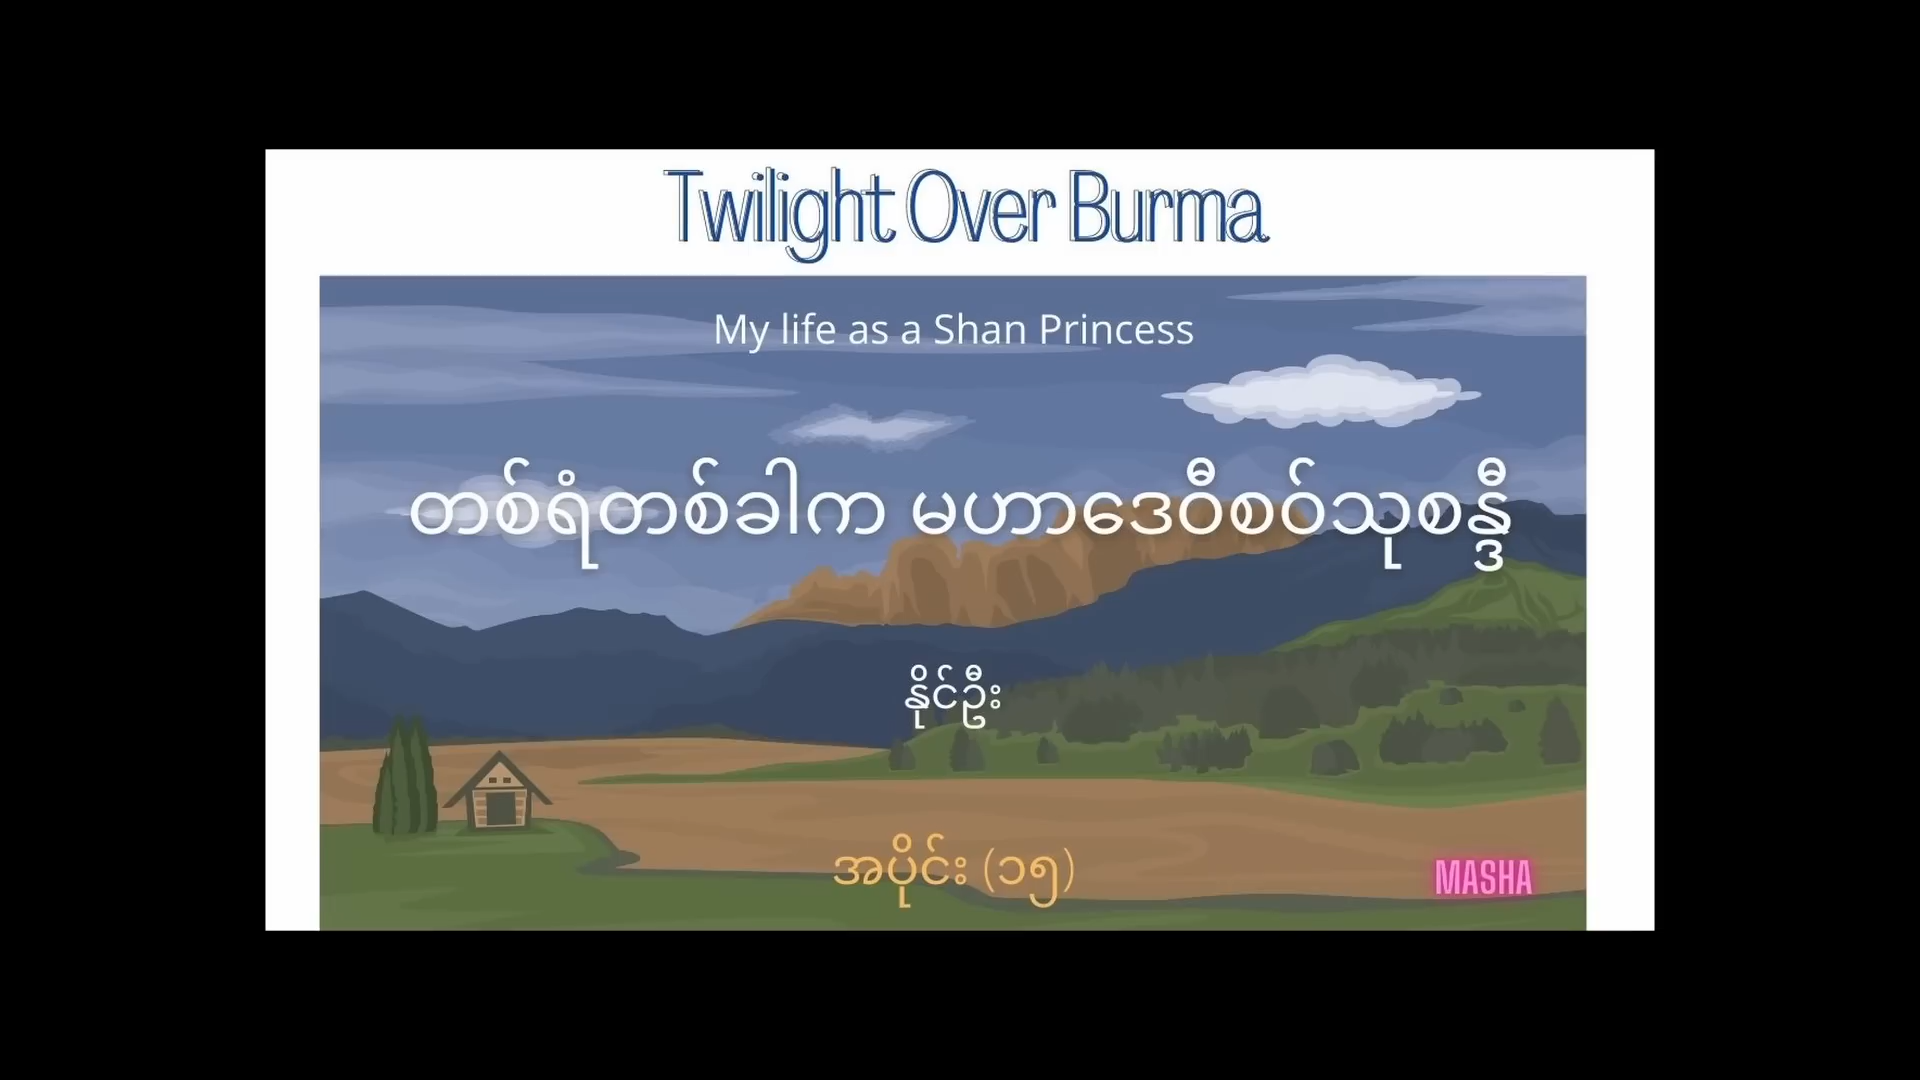 Twilight Over Burma
My life as a Shan Princess
တစ်ရံတစ်ခါက မဟာဒေဝီစဝ်သုစန္ဒီ
နိုင်ဦး
အပိုင်း (၁၅)
MASHA